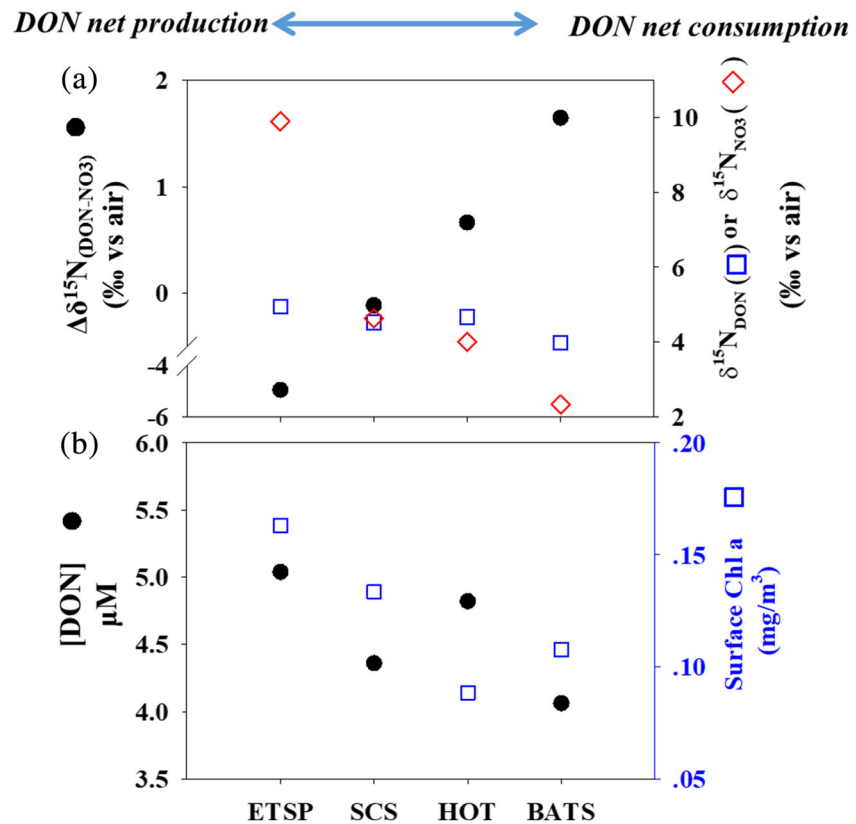 DON net production
DON net consumption
(a)
2
1
0
-4
-6
10
8
6
4
2
Δδ¹⁵N(DON-NO3)
(‰ vs air)
δ¹⁵N_DON ( ) or δ¹⁵N_NO3 ( )
(‰ vs air)
(b)
6.0
5.5
5.0
4.5
4.0
3.5
.20
.15
.10
.05
[DON]
µM
Surface Chl a
(mg/m³)
ETSP SCS HOT BATS